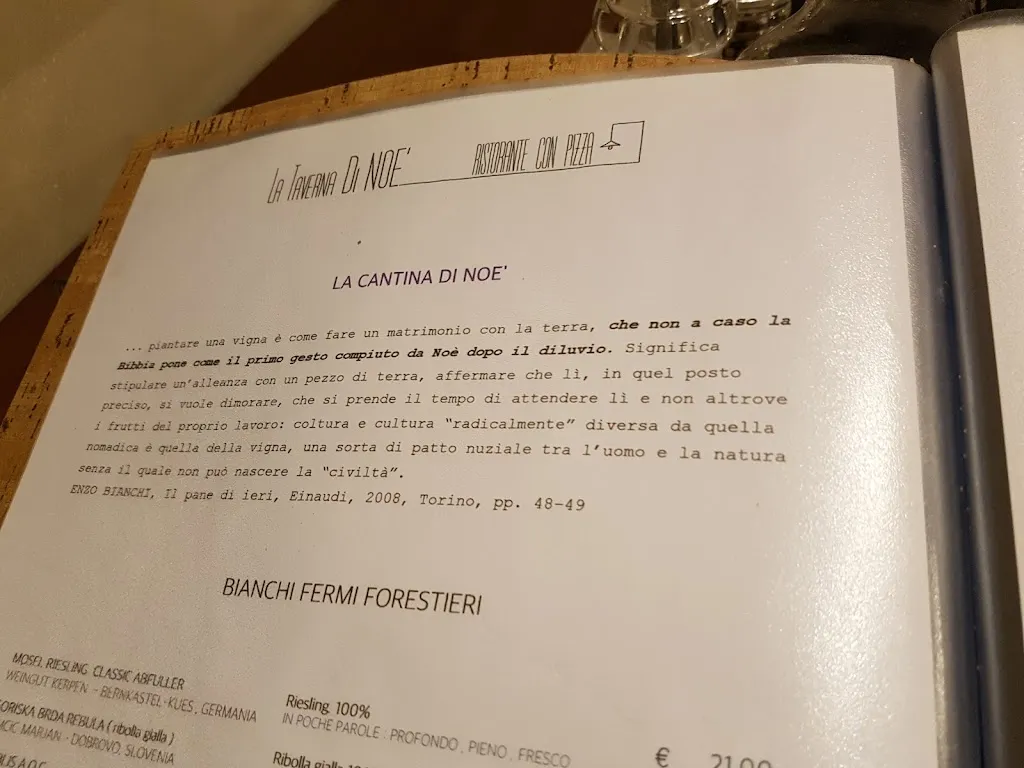 LA TAVERNA DI NOE' RISTORANTE CON PIZZA
LA CANTINA DI NOE'
... piantare una vigna è come fare un matrimonio con la terra, che non a caso la
Bibbia pone come il primo gesto compiuto da Noè dopo il diluvio. Significa
stipulare un'alleanza con un pezzo di terra, affermare che lì, in quel posto
preciso, si vuole dimorare, che si prende il tempo di attendere lì e non altrove
i frutti del proprio lavoro: coltura e cultura "radicalmente" diversa da quella
nomadica è quella della vigna, una sorta di patto nuziale tra l'uomo e la natura
senza il quale non può nascere la "civiltà".
ENZO BIANCHI, Il pane di ieri, Einaudi, 2008, Torino, pp. 48-49
BIANCHI FERMI FORESTIERI
MOSEL RIESLING CLASSIC ABFULLER
WEINGUT KERPEN - BERNKASTEL-KUES, GERMANIA
Riesling 100%
IN POCHE PAROLE : PROFONDO , PIENO , FRESCO
€ 21,00
ORISKA BRDA REBULA ( ribolla gialla )
MARJAN - DOBROVO, SLOVENIA
Ribolla gialla